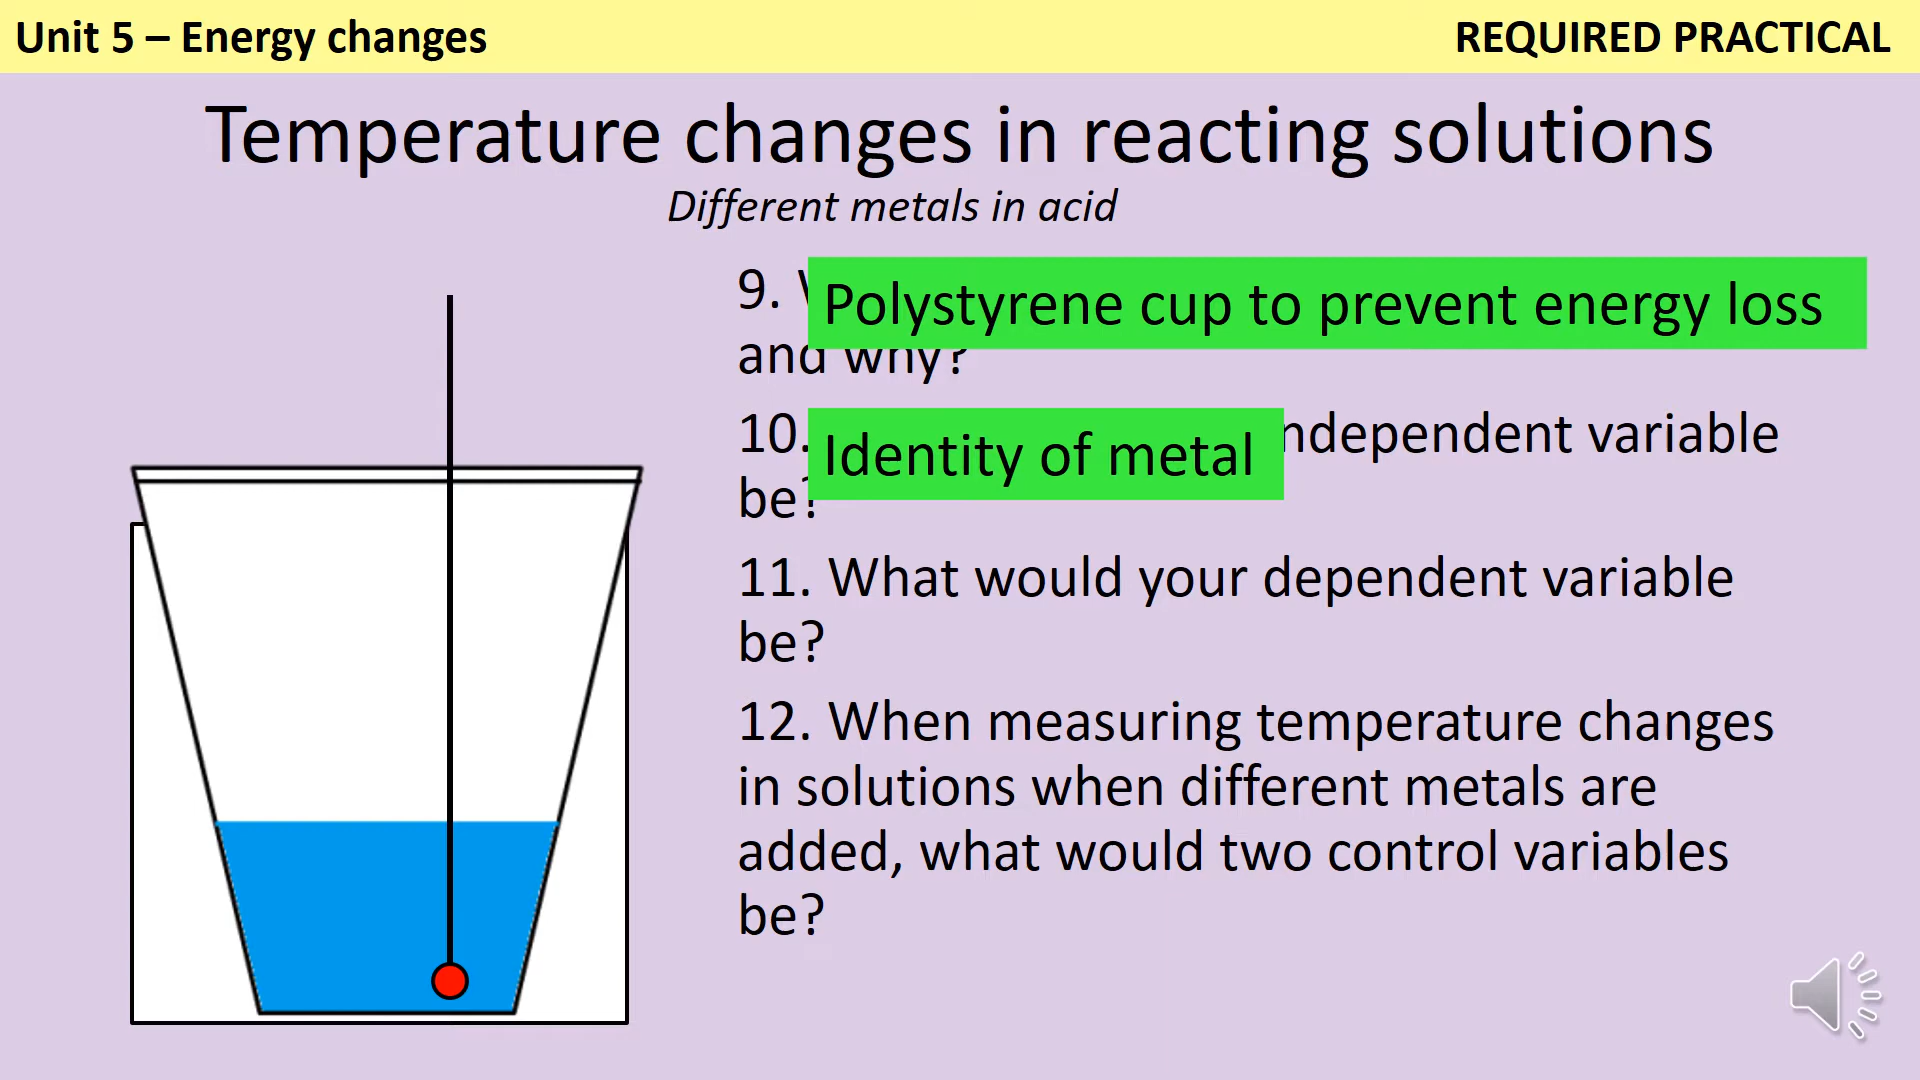 Unit 5 – Energy changes
REQUIRED PRACTICAL
Temperature changes in reacting solutions
Different metals in acid
9.
Polystyrene cup to prevent energy loss
and why?
10.
Identity of metal
ndependent variable
be?
11. What would your dependent variable
be?
12. When measuring temperature changes
in solutions when different metals are
added, what would two control variables
be?